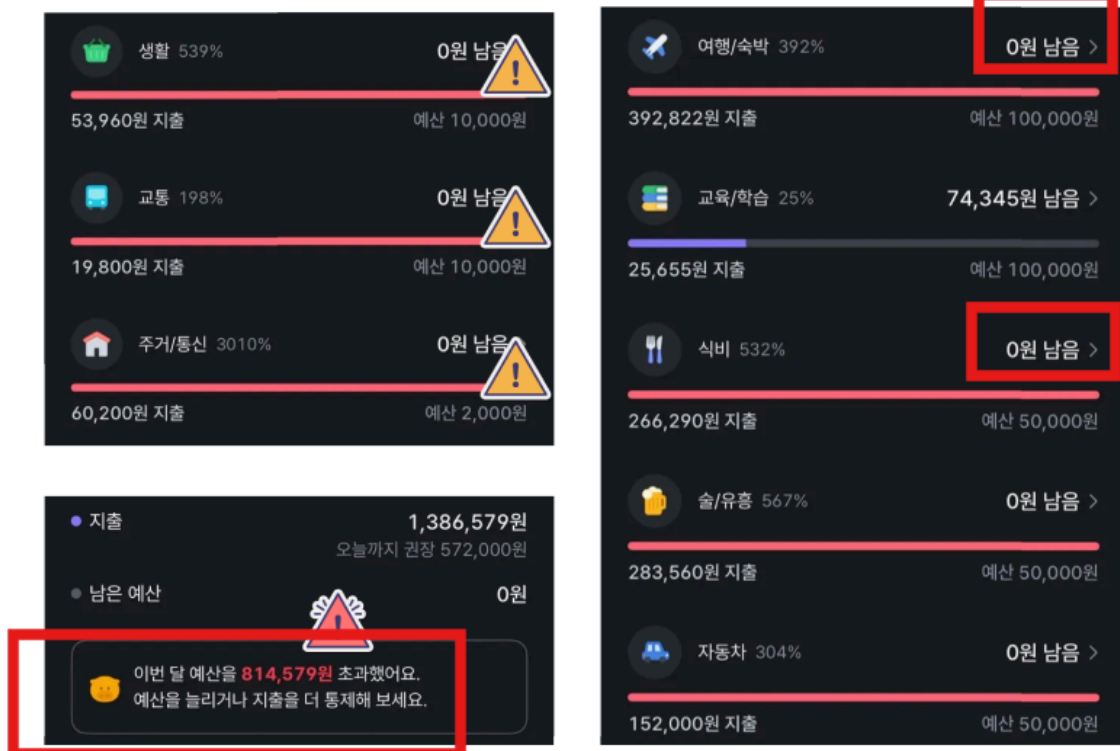 생활 539%
0원 남음
53,960원 지출
예산 10,000원
교통 198%
0원 남음
19,800원 지출
예산 10,000원
주거/통신 3010%
0원 남음
60,200원 지출
예산 2,000원
지출
1,386,579원
오늘까지 권장 572,000원
남은 예산
0원
이번 달 예산을 814,579원 초과했어요.
예산을 늘리거나 지출을 더 통제해 보세요.
여행/숙박 392%
0원 남음 >
392,822원 지출
예산 100,000원
교육/학습 25%
74,345원 남음 >
25,655원 지출
예산 100,000원
식비 532%
0원 남음 >
266,290원 지출
예산 50,000원
술/유흥 567%
0원 남음 >
283,560원 지출
예산 50,000원
자동차 304%
0원 남음 >
152,000원 지출
예산 50,000원